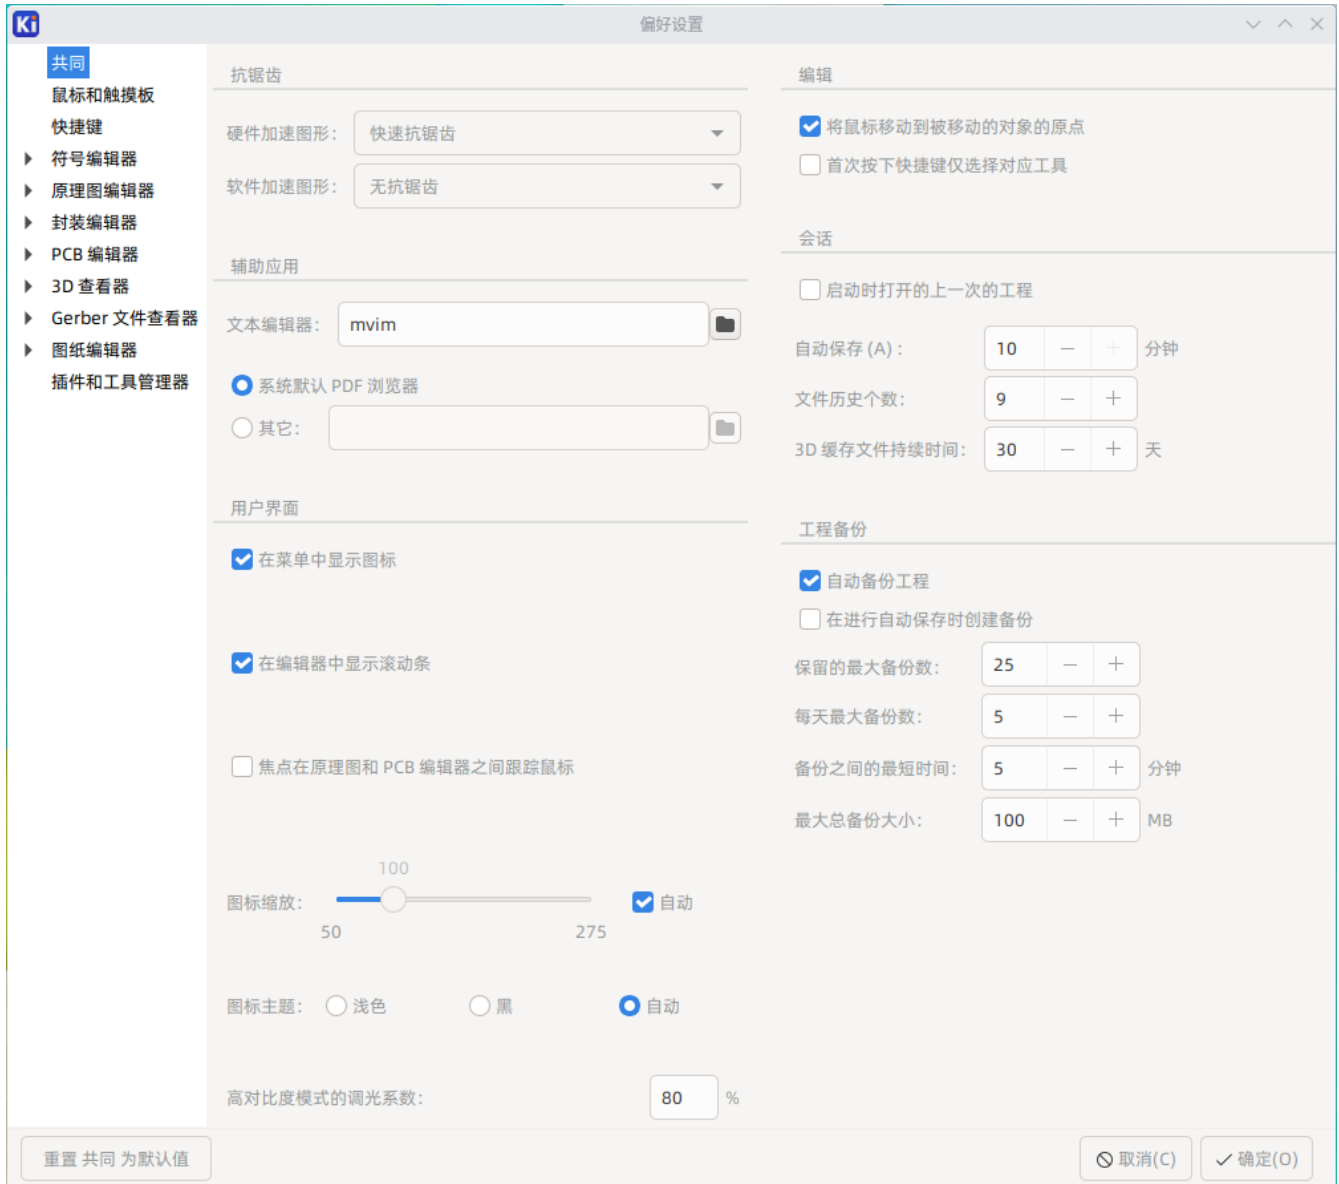 Ki
偏好设置
共同
鼠标和触摸板
快捷键
符号编辑器
原理图编辑器
封装编辑器
PCB 编辑器
3D 查看器
Gerber 文件查看器
图纸编辑器
插件和工具管理器
抗锯齿
硬件加速图形：
快速抗锯齿
软件加速图形：
无抗锯齿
辅助应用
文本编辑器：
mvim
系统默认 PDF 浏览器
其它：
用户界面
在菜单中显示图标
在编辑器中显示滚动条
焦点在原理图和 PCB 编辑器之间跟踪鼠标
100
图标缩放：
自动
50
275
图标主题：
浅色
黑
自动
高对比度模式的调光系数：
80
%
编辑
将鼠标移动到被移动的对象的原点
首次按下快捷键仅选择对应工具
会话
启动时打开的上一次的工程
自动保存 (A)：
10
分钟
文件历史个数：
9
3D 缓存文件持续时间：
30
天
工程备份
自动备份工程
在进行自动保存时创建备份
保留的最大备份数：
25
每天最大备份数：
5
备份之间的最短时间：
5
分钟
最大总备份大小：
100
MB
重置 共同 为默认值
取消(C)
确定(O)